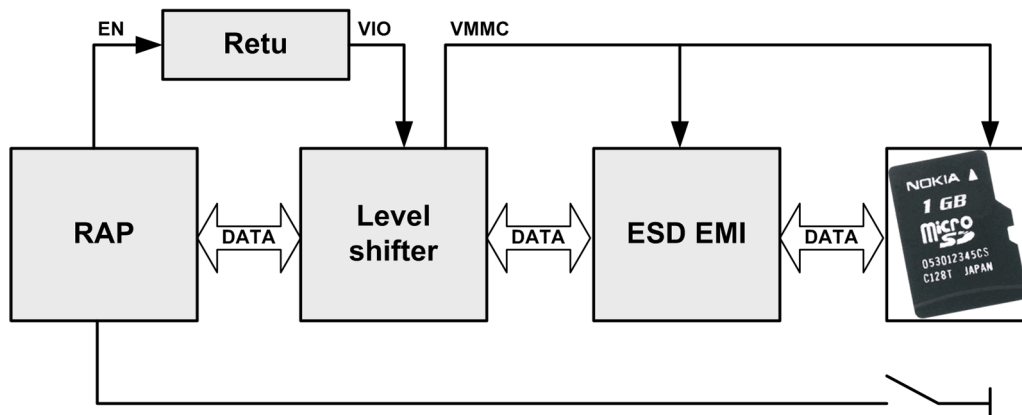 EN
Retu
VIO
VMMC
RAP
DATA
Level
shifter
DATA
ESD EMI
DATA
NOKIA
1 GB
Micro
SD
053012345CS
C128T JAPAN